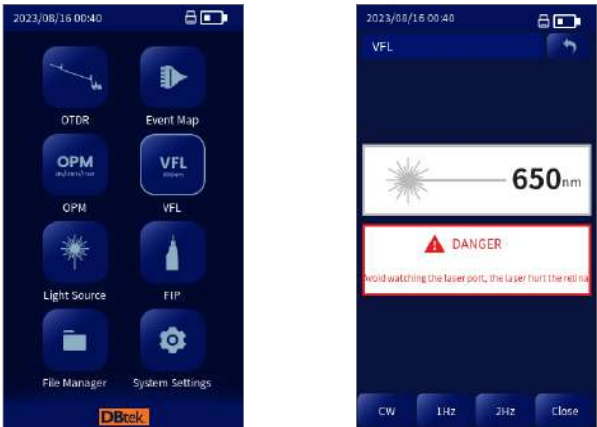 2023/08/16 00:40
OTDR
Event Map
OPM
OPM
VFL
650nm
VFL
Light Source
FIP
File Manager
System Settings
DBtek
2023/08/16 00:40
VFL
650nm
DANGER
Avoid watching the laser port, the laser hurt the retina
CW
1Hz
2Hz
Close